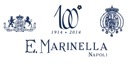 100°
1914 • 2014
E. MARINELLA
NAPOLI